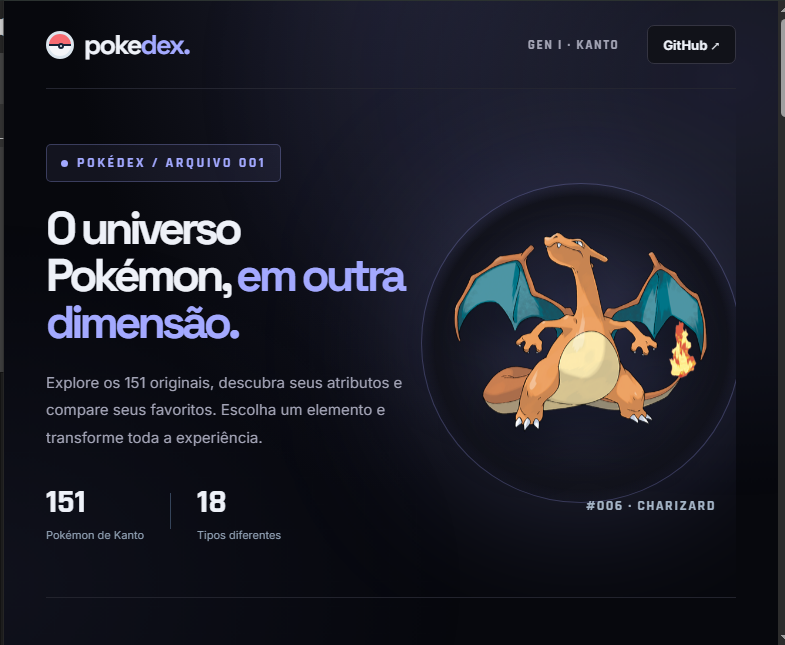 pokedex.
GEN I · KANTO
GitHub ↗
POKÉDEX / ARQUIVO 001
O universo
Pokémon, em outra
dimensão.
Explore os 151 originais, descubra seus atributos e
compare seus favoritos. Escolha um elemento e
transforme toda a experiência.
151
Pokémon de Kanto
18
Tipos diferentes
#006 · CHARIZARD